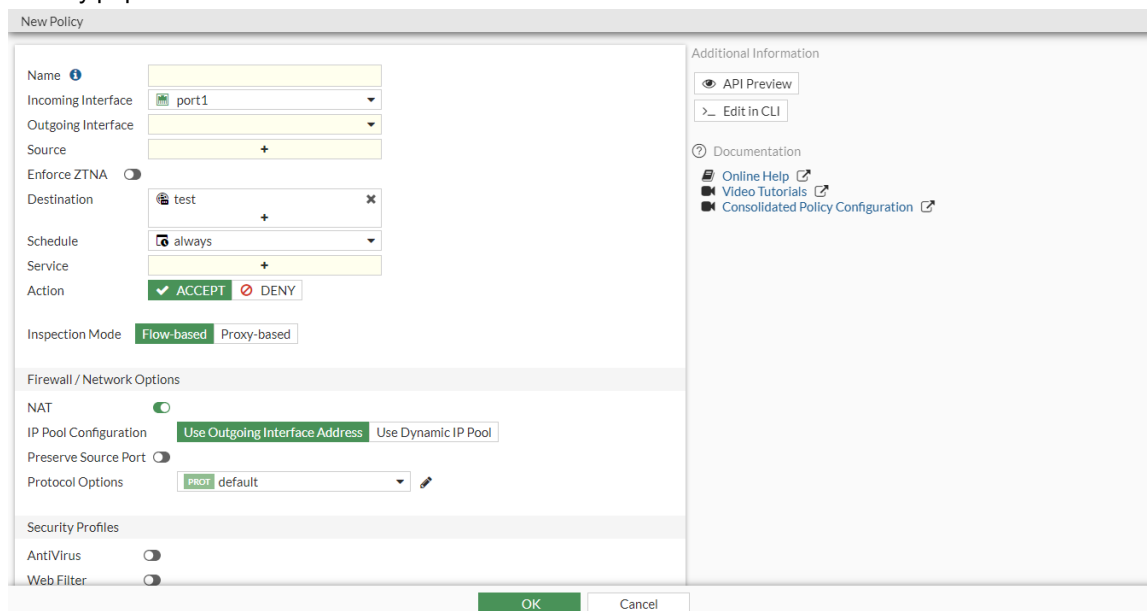 New Policy
Name
Incoming Interface port1
Outgoing Interface
Source +
Enforce ZTNA
Destination test
+
Schedule always
Service +
Action ACCEPT DENY
Inspection Mode Flow-based Proxy-based
Firewall / Network Options
NAT
IP Pool Configuration Use Outgoing Interface Address Use Dynamic IP Pool
Preserve Source Port
Protocol Options PROT default
Security Profiles
AntiVirus
Web Filter
Additional Information
API Preview
>_ Edit in CLI
Documentation
Online Help
Video Tutorials
Consolidated Policy Configuration
OK Cancel